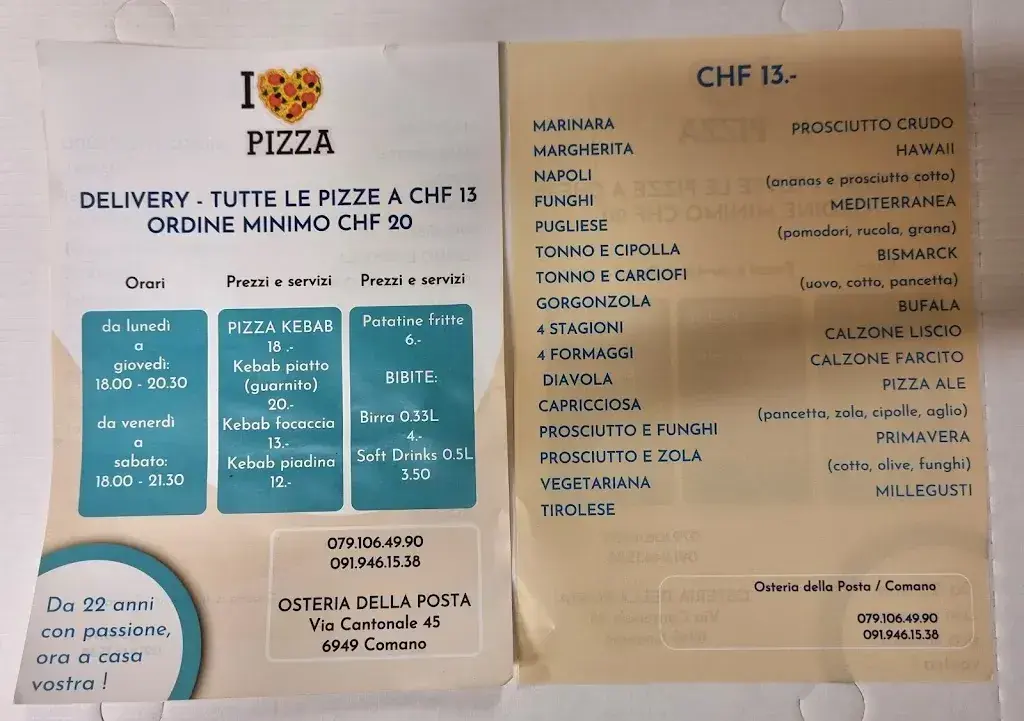 I
PIZZA
DELIVERY - TUTTE LE PIZZE A CHF 13
ORDINE MINIMO CHF 20
Orari
da lunedì
a
giovedì:
18.00 - 20.30
da venerdì
a
sabato:
18.00 - 21.30
Prezzi e servizi
PIZZA KEBAB
18 .-
Kebab piatto
(guarnito)
20.-
Kebab focaccia
13.-
Kebab piadina
12.-
Prezzi e servizi
Patatine fritte
6.-
BIBITE:
Birra 0.33L
4.-
Soft Drinks 0.5L
3.50
Da 22 anni
con passione,
ora a casa
vostra !
079.106.49.90
091.946.15.38
OSTERIA DELLA POSTA
Via Cantonale 45
6949 Comano
CHF 13.-
MARINARA
MARGHERITA
NAPOLI
FUNGHI
PUGLIESE
TONNO E CIPOLLA
TONNO E CARCIOFI
GORGONZOLA
4 STAGIONI
4 FORMAGGI
DIAVOLA
CAPRICCIOSA
PROSCIUTTO E FUNGHI
PROSCIUTTO E ZOLA
VEGETARIANA
TIROLESE
PROSCIUTTO CRUDO
HAWAII
(ananas e prosciutto cotto)
MEDITERRANEA
(pomodori, rucola, grana)
BISMARCK
(uovo, cotto, pancetta)
BUFALA
CALZONE LISCIO
CALZONE FARCITO
PIZZA ALE
(pancetta, zola, cipolle, aglio)
PRIMAVERA
(cotto, olive, funghi)
MILLEGUSTI
Osteria della Posta / Comano
079.106.49.90
091.946.15.38